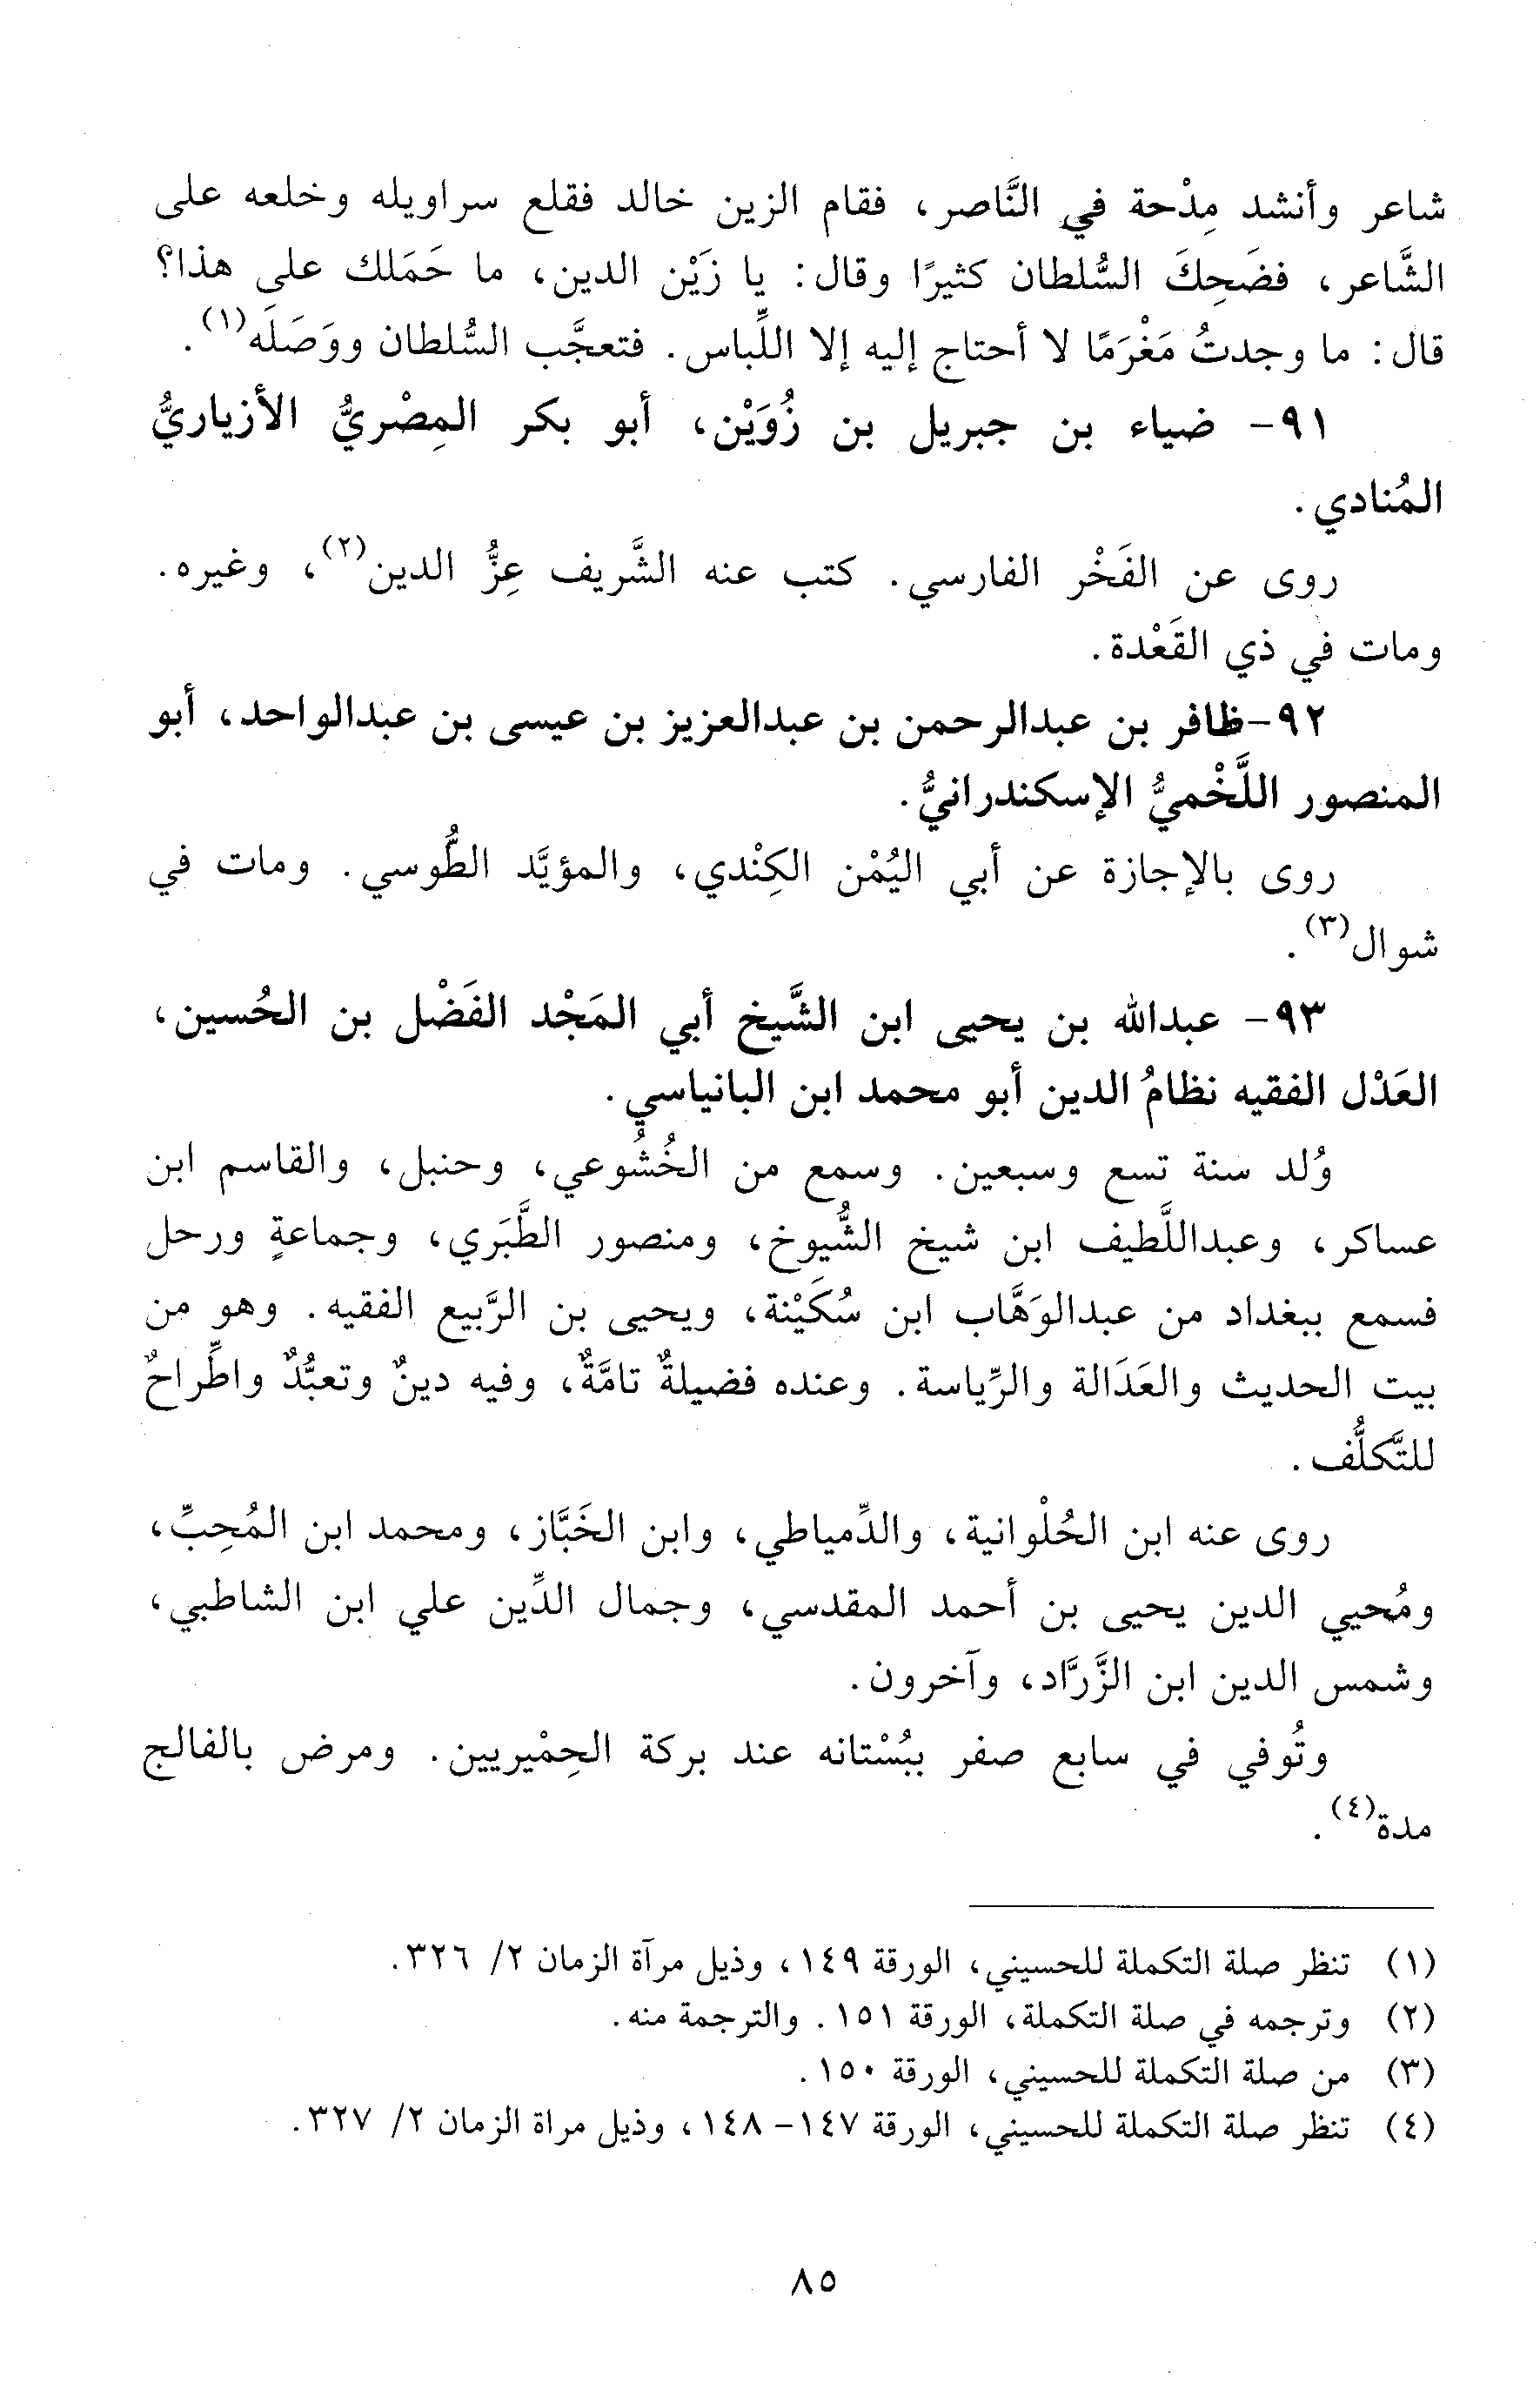 شاعر وأنشد مِدْحة في النَّاصر، فقام الزين خالد فقلع سراويله وخلعه على
الشَّاعر، فضَحِكَ السُّلطان كثيرًا وقال: يا زَيْن الدين، ما حَمَلك على هذا؟
قال: ما وجدتُ مَغْرَمًا لا أحتاج إليه إلا اللِّباس. فتعجَّب السُّلطان ووَصَلَه(١).
٩١- ضياء بن جبريل بن زُوَيْن، أبو بكر المِصْريُّ الأزياريُّ
المُنادي.
روى عن الفَخْر الفارسي. كتب عنه الشَّريف عِزُّ الدين(٢)، وغيره.
ومات في ذي القَعْدة.
٩٢-ظافر بن عبدالرحمن بن عبدالعزيز بن عيسى بن عبدالواحد، أبو
المنصور اللَّخْميُّ الإسكندرانيُّ.
روى بالإجازة عن أبي اليُمْن الكِنْدي، والمؤيَّد الطُّوسي. ومات في
شوال(٣).
٩٣- عبدالله بن يحيى ابن الشَّيخ أبي المَجْد الفَضْل بن الحُسين،
العَدْل الفقيه نظامُ الدين أبو محمد ابن البانياسي.
وُلد سنة تسع وسبعين. وسمع من الخُشُوعي، وحنبل، والقاسم ابن
عساكر، وعبداللَّطيف ابن شيخ الشُّيوخ، ومنصور الطَّبَري، وجماعةٍ ورحل
فسمع ببغداد من عبدالوَهَّاب ابن سُكَيْنة، ويحيى بن الرَّبيع الفقيه. وهو من
بيت الحديث والعَدَالة والرِّياسة. وعنده فضيلةٌ تامَّةٌ، وفيه دينٌ وتعبُّدٌ واطِّراحٌ
للتَّكلُّف.
روى عنه ابن الحُلْوانية، والدِّمياطي، وابن الخَبَّاز، ومحمد ابن المُحِبِّ،
ومُحيي الدين يحيى بن أحمد المقدسي، وجمال الدِّين علي ابن الشاطبي،
وشمس الدين ابن الزَّرَّاد، وآخرون.
وتُوفي في سابع صفر ببُسْتانه عند بركة الحِمْيريين. ومرض بالفالج
مدة(٤).
(١) تنظر صلة التكملة للحسيني، الورقة ١٤٩، وذيل مرآة الزمان ٢/ ٣٢٦.
(٢) وترجمه في صلة التكملة، الورقة ١٥١. والترجمة منه.
(٣) من صلة التكملة للحسيني، الورقة ١٥٠.
(٤) تنظر صلة التكملة للحسيني، الورقة ١٤٧- ١٤٨، وذيل مراة الزمان ٢/ ٣٢٧.
٨٥